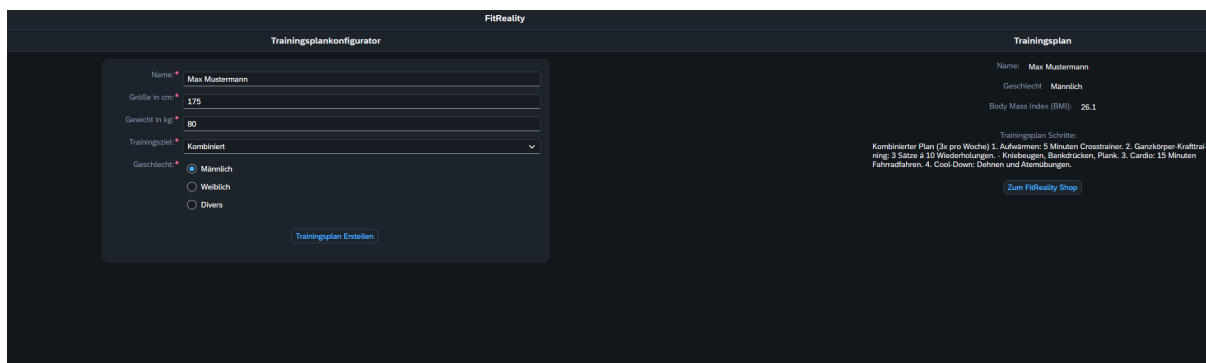 FitReality
Trainingsplankonfigurator
Name:*
Max Mustermann
Größe in cm:*
175
Gewicht in kg:*
80
Trainingsziel:*
Kombiniert
Geschlecht:*
Männlich
Weiblich
Divers
Trainingsplan Erstellen
Trainingsplan
Name: Max Mustermann
Geschlecht Männlich
Body Mass Index (BMI): 26.1
Trainingsplan Schritte:
Kombinierter Plan (3x pro Woche) 1. Aufwärmen: 5 Minuten Crosstrainer. 2. Ganzkörper-Krafttrai-
ning: 3 Sätze á 10 Wiederholungen. - Kniebeugen, Bankdrücken, Plank. 3. Cardio: 15 Minuten
Fahrradfahren. 4. Cool-Down: Dehnen und Atemübungen.
Zum FitReality Shop